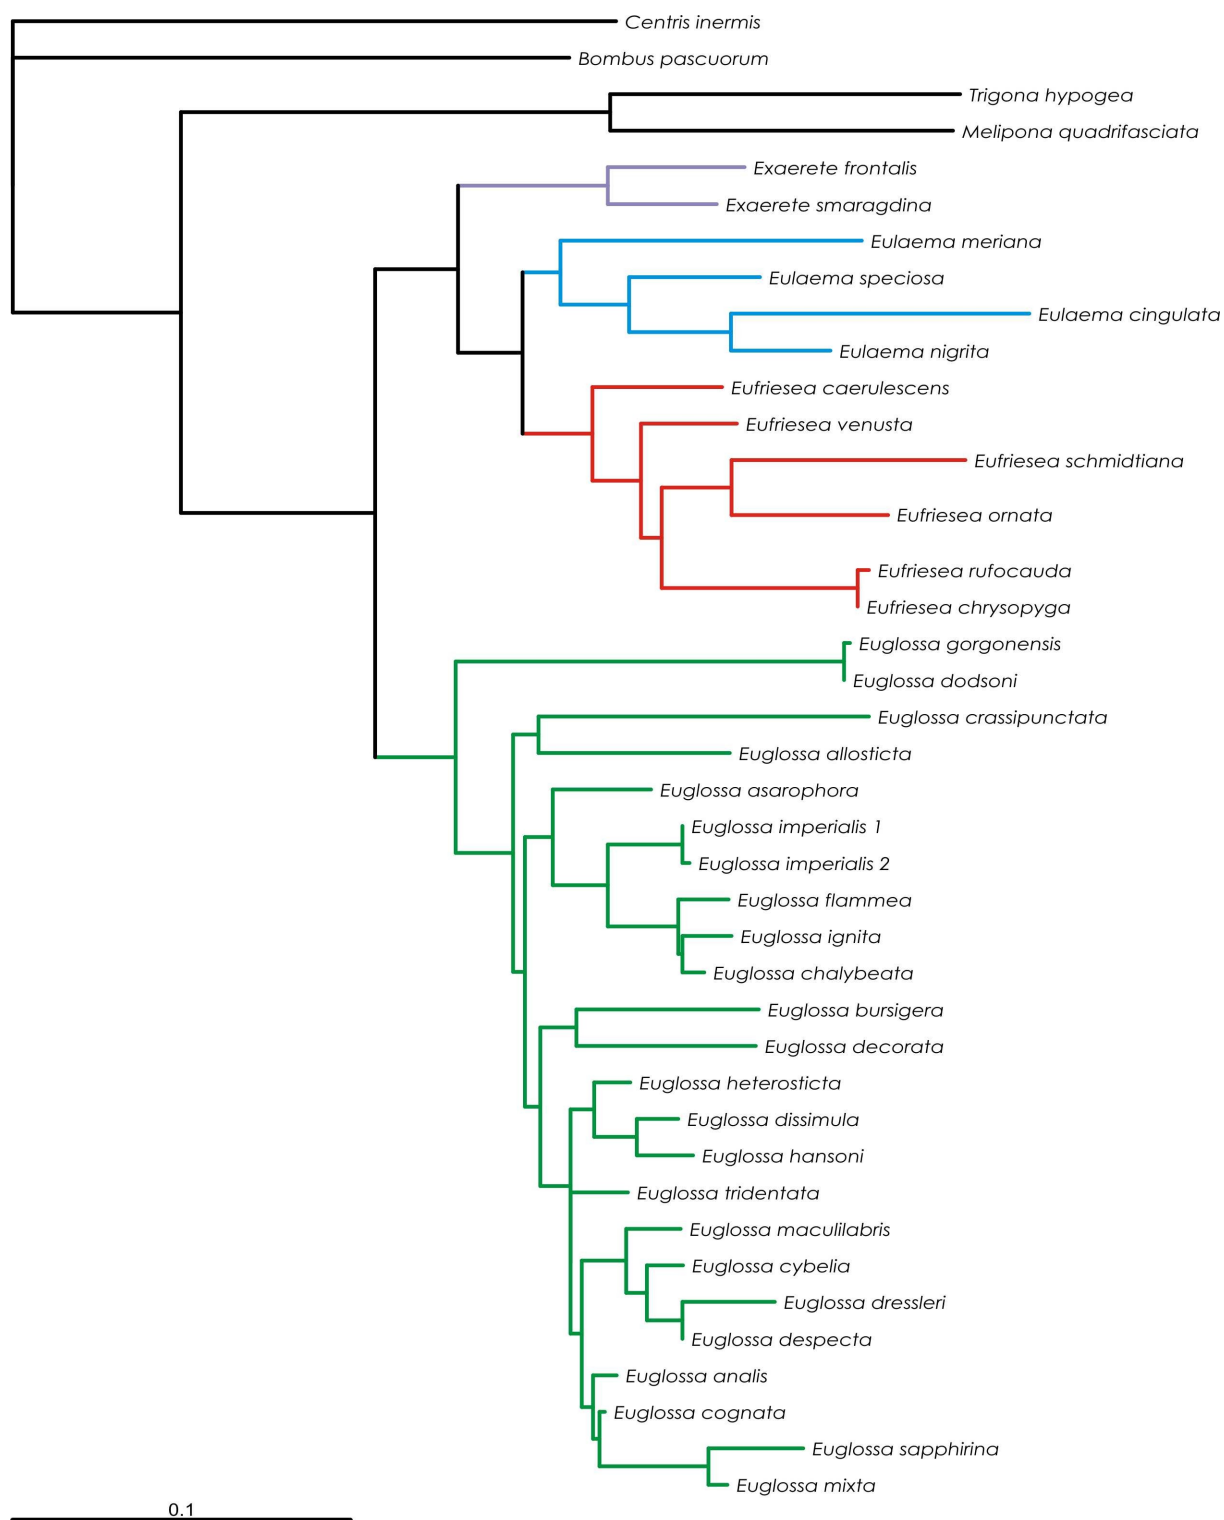 Centris inermis
Bombus pascuorum
Trigona hypogea
Melipona quadrifasciata
Exaerete frontalis
Exaerete smaragdina
Eulaema meriana
Eulaema speciosa
Eulaema cingulata
Eulaema nigrita
Eufriesea caerulescens
Eufriesea venusta
Eufriesea schmidtiana
Eufriesea ornata
Eufriesea rufocauda
Eufriesea chrysopyga
Euglossa gorgonensis
Euglossa dodsoni
Euglossa crassipunctata
Euglossa allosticta
Euglossa asarophora
Euglossa imperialis 1
Euglossa imperialis 2
Euglossa flammea
Euglossa ignita
Euglossa chalybeata
Euglossa bursigera
Euglossa decorata
Euglossa heterosticta
Euglossa dissimula
Euglossa hansoni
Euglossa tridentata
Euglossa maculilabris
Euglossa cybelia
Euglossa dressleri
Euglossa despecta
Euglossa analis
Euglossa cognata
Euglossa sapphirina
Euglossa mixta
0.1